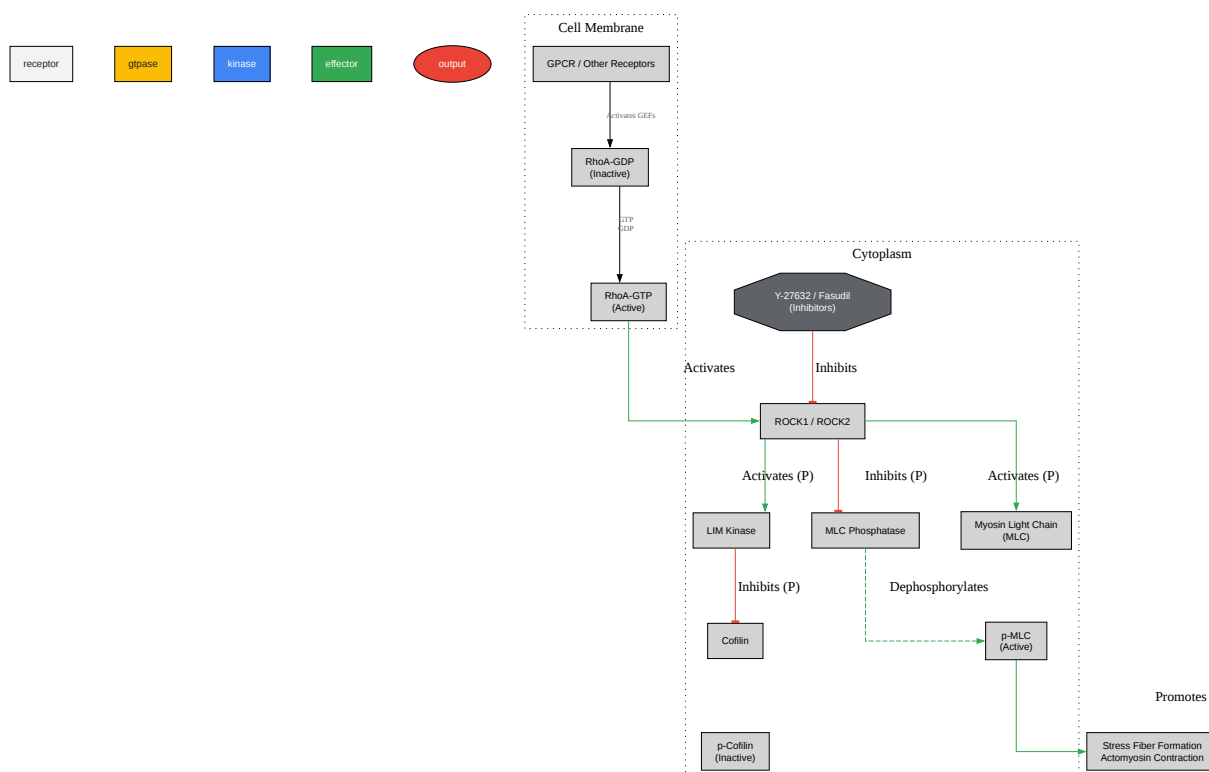 Cell Membrane
receptor
gtpase
kinase
effector
output
GPCR / Other Receptors
Activates GEFs
RhoA-GDP
(Inactive)
GTP
GDP
RhoA-GTP
(Active)
Cytoplasm
Y-27632 / Fasudil
(Inhibitors)
Activates
Inhibits
ROCK1 / ROCK2
Activates (P)
Inhibits (P)
Activates (P)
LIM Kinase
MLC Phosphatase
Myosin Light Chain
(MLC)
Inhibits (P)
Dephosphorylates
Cofilin
p-MLC
(Active)
Promotes
p-Cofilin
(Inactive)
Stress Fiber Formation
Actomyosin Contraction